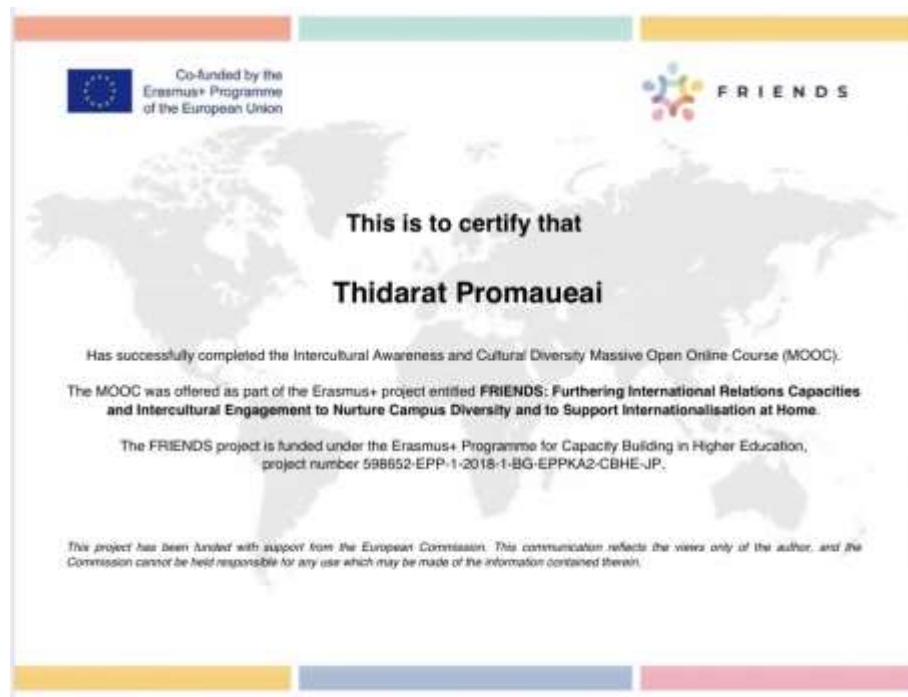 Co-funded by the
Erasmus+ Programme
of the European Union
FRIENDS
This is to certify that
Thidarat Promaueai
Has successfully completed the Intercultural Awareness and Cultural Diversity Massive Open Online Course (MOOC).
The MOOC was offered as part of the Erasmus+ project entitled FRIENDS: Furthering International Relations Capacities
and Intercultural Engagement to Nurture Campus Diversity and to Support Internationalisation at Home.
The FRIENDS project is funded under the Erasmus+ Programme for Capacity Building in Higher Education,
project number 598652-EPP-1-2018-1-BG-EPPKA2-CBHE-JP.
This project has been funded with support from the European Commission. This communication reflects the views only of the author, and the
Commission cannot be held responsible for any use which may be made of the information contained therein.